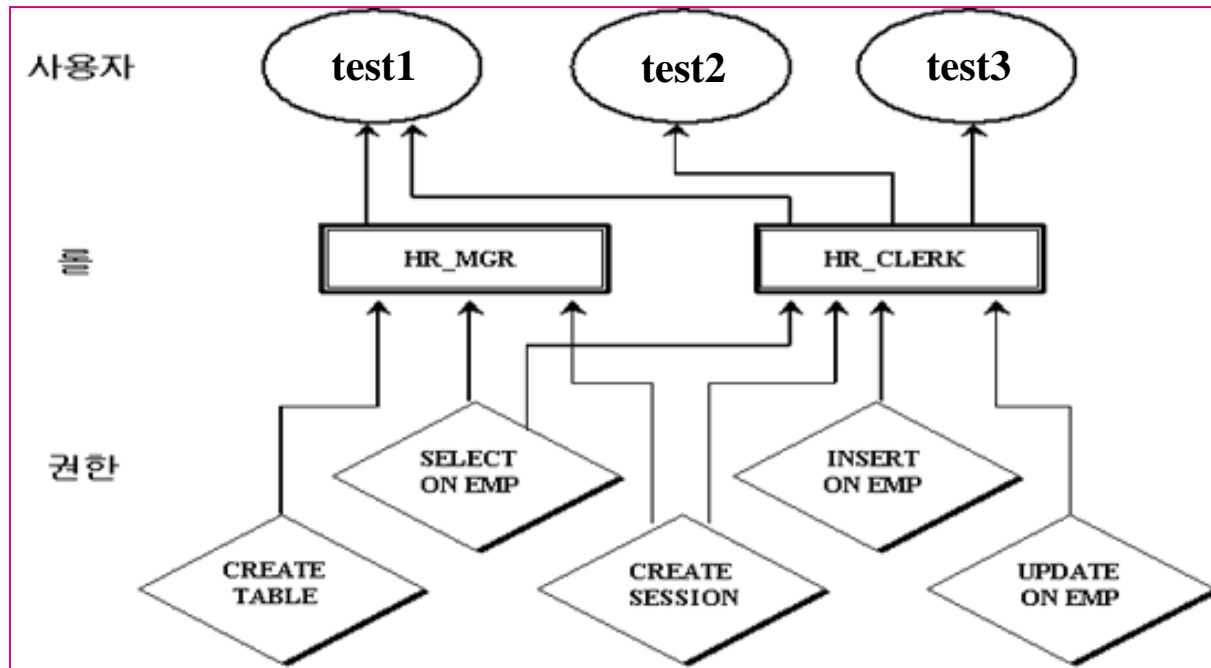 사용자
test1
test2
test3
롤
HR_MGR
HR_CLERK
권한
SELECT
ON EMP
INSERT
ON EMP
CREATE
TABLE
CREATE
SESSION
UPDATE
ON EMP